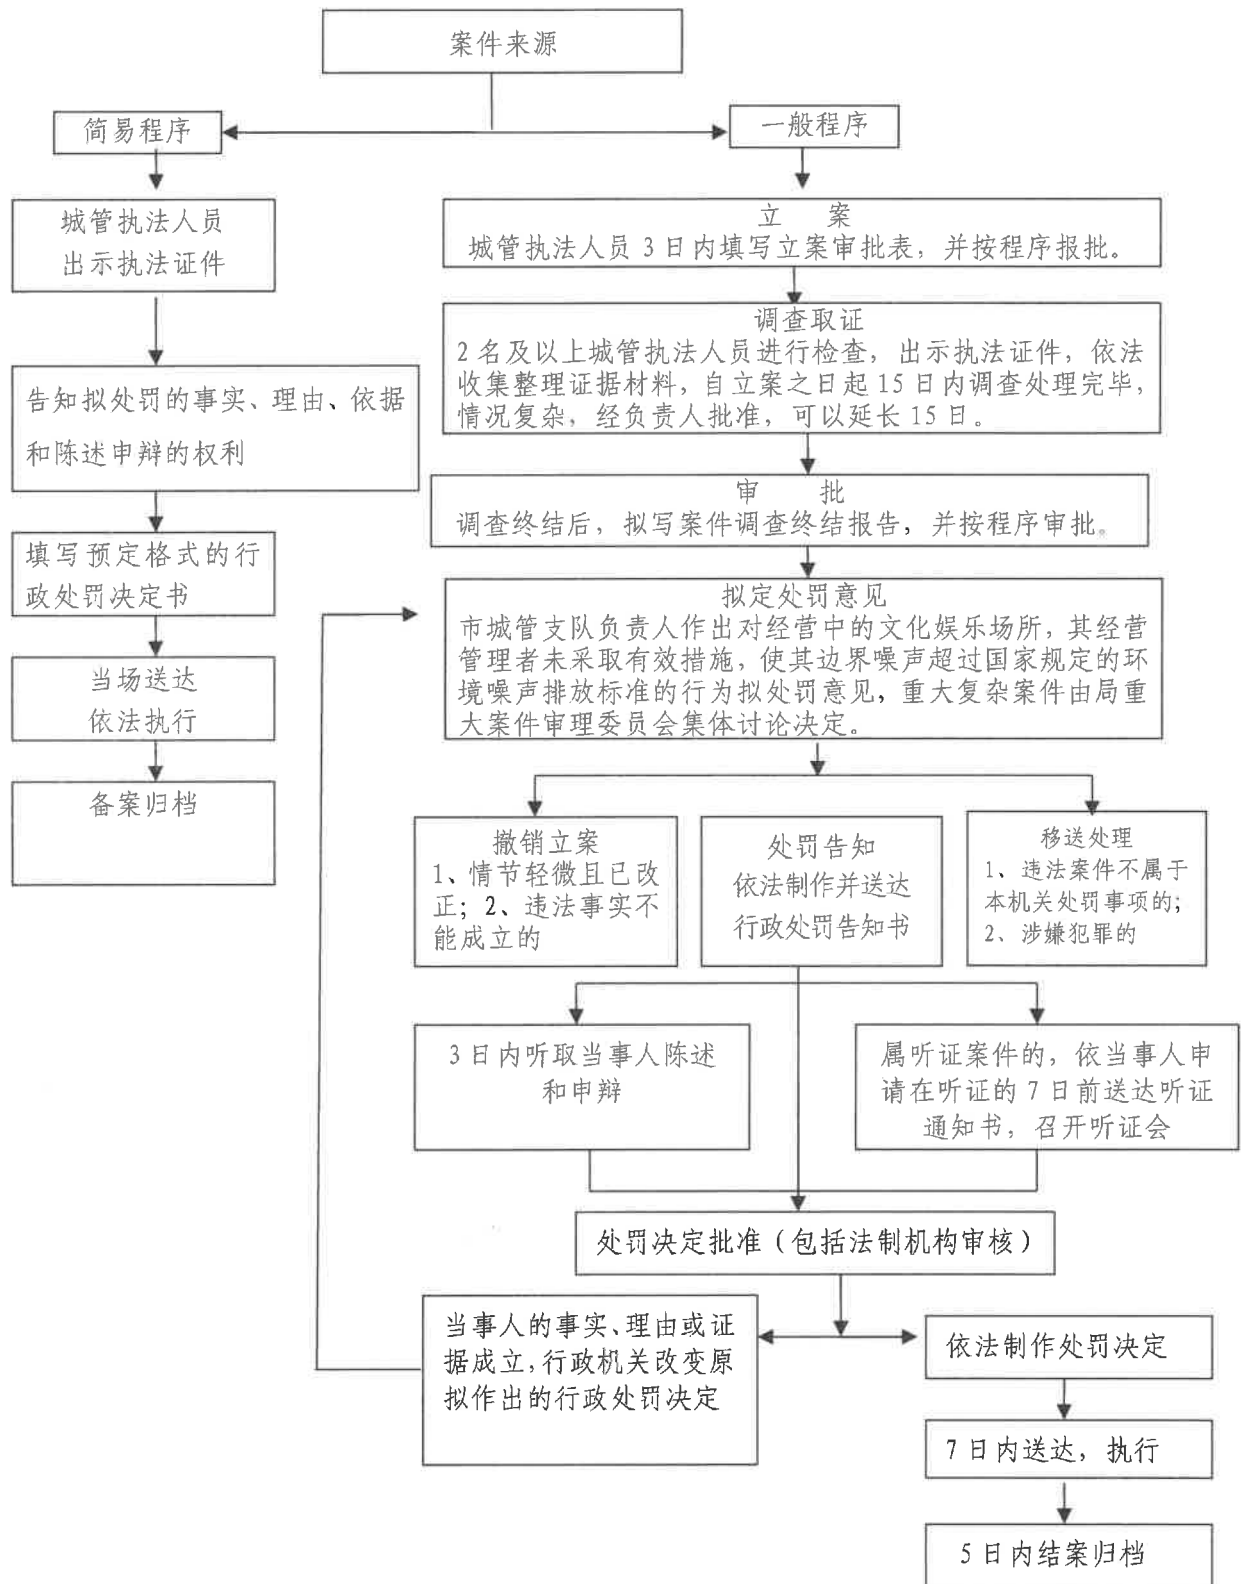 案件来源
简易程序
一般程序
城管执法人员
出示执法证件
告知拟处罚的事实、理由、依据
和陈述申辩的权利
填写预定格式的行
政处罚决定书
当场送达
依法执行
备案归档
立 案
城管执法人员3日内填写立案审批表，并按程序报批。
调查取证
2名及以上城管执法人员进行检查，出示执法证件，依法
收集整理证据材料，自立案之日起15日内调查处理完毕，
情况复杂，经负责人批准，可以延长15日。
审 批
调查终结后，拟写案件调查终结报告，并按程序审批。
拟定处罚意见
市城管支队负责人作出对经营中的文化娱乐场所，其经营
管理者未采取有效措施，使其边界噪声超过国家规定的环
境噪声排放标准的行为拟处罚意见，重大复杂案件由局重
大案件审理委员会集体讨论决定。
撤销立案
1、情节轻微且已改
正；2、违法事实不
能成立的
处罚告知
依法制作并送达
行政处罚告知书
移送处理
1、违法案件不属于
本机关处罚事项的；
2、涉嫌犯罪的
3日内听取当事人陈述
和申辩
属听证案件的，依当事人申
请在听证的7日前送达听证
通知书，召开听证会
处罚决定批准（包括法制机构审核）
当事人的事实、理由或证
据成立，行政机关改变原
拟作出的行政处罚决定
依法制作处罚决定
7日内送达，执行
5日内结案归档